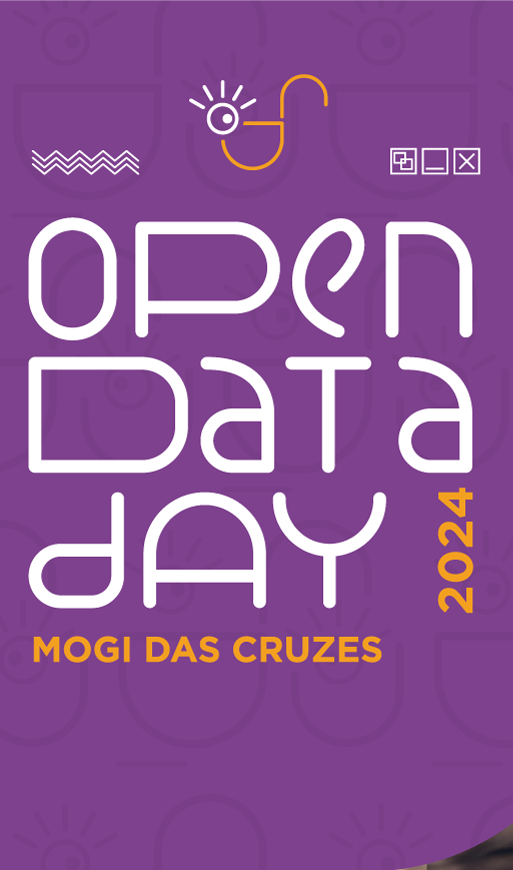 OPen
DaTa
dAY
2024
MOGI DAS CRUZES